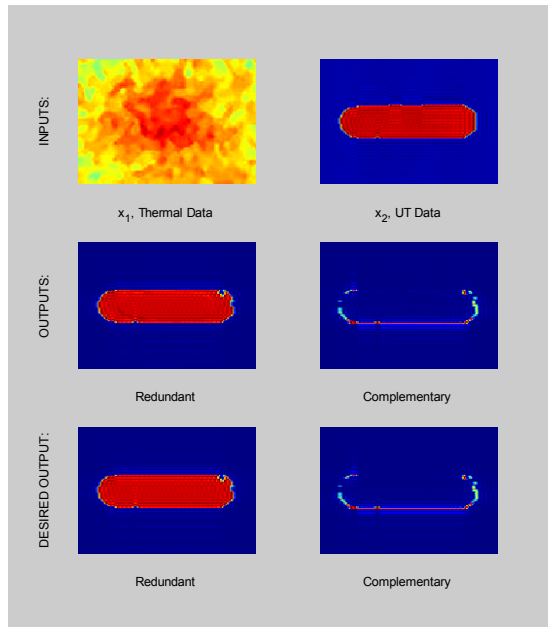 INPUTS:
x1, Thermal Data
x2, UT Data
OUTPUTS:
Redundant
Complementary
DESIRED OUTPUT:
Redundant
Complementary